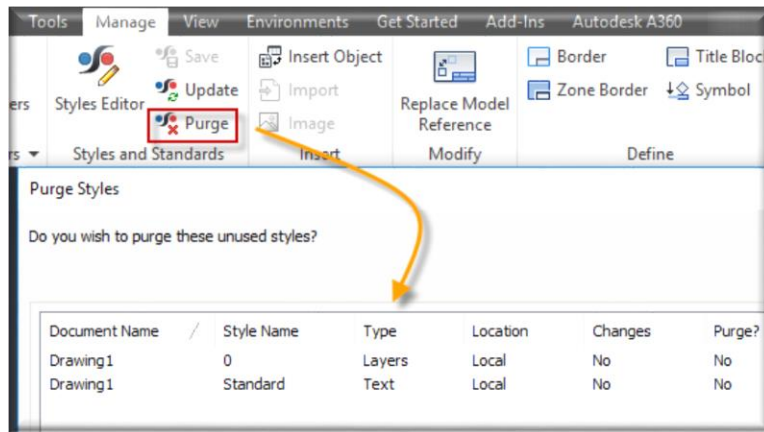 Tools Manage View Environments Get Started Add-Ins Autodesk A360
Save Insert Object Border Title Bloc
ers Styles Editor Update Import Replace Model Reference Zone Border Symbol
Purge Image
rs Styles and Standards Insert Modify Define
Purge Styles
Do you wish to purge these unused styles?
Document Name / Style Name Type Location Changes Purge?
Drawing1 0 Layers Local No No
Drawing1 Standard Text Local No No